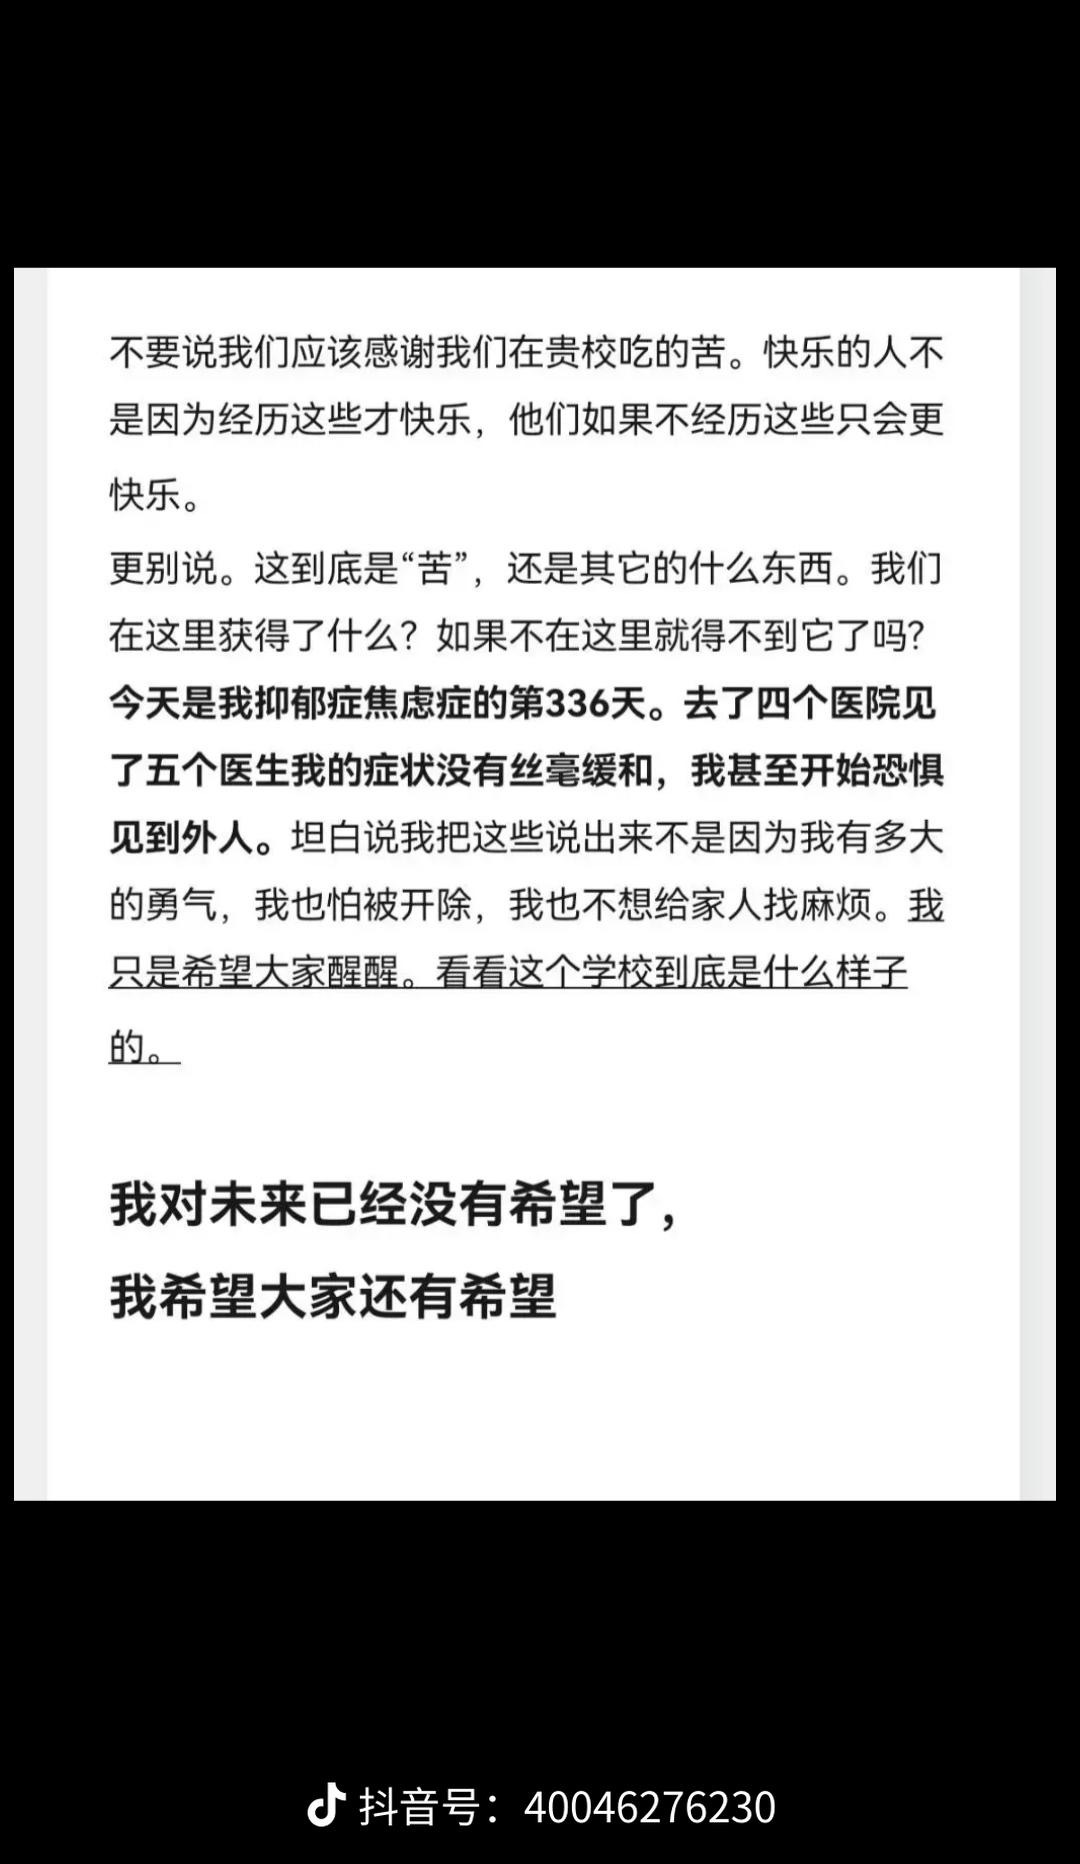 不要说我们应该感谢我们在贵校吃的苦。快乐的人不
是因为经历这些才快乐，他们如果不经历这些只会更
快乐。
更别说。这到底是“苦”，还是其它的什么东西。我们
在这里获得了什么？如果不在这里就得不到它了吗？
今天是我抑郁症焦虑症的第336天。去了四个医院见
了五个医生我的症状没有丝毫缓和，我甚至开始恐惧
见到外人。坦白说我把这些说出来不是因为我有多大
的勇气，我也怕被开除，我也不想给家人找麻烦。我
只是希望大家醒醒。看看这个学校到底是什么样子
的。
我对未来已经没有希望了，
我希望大家还有希望
抖音号：40046276230